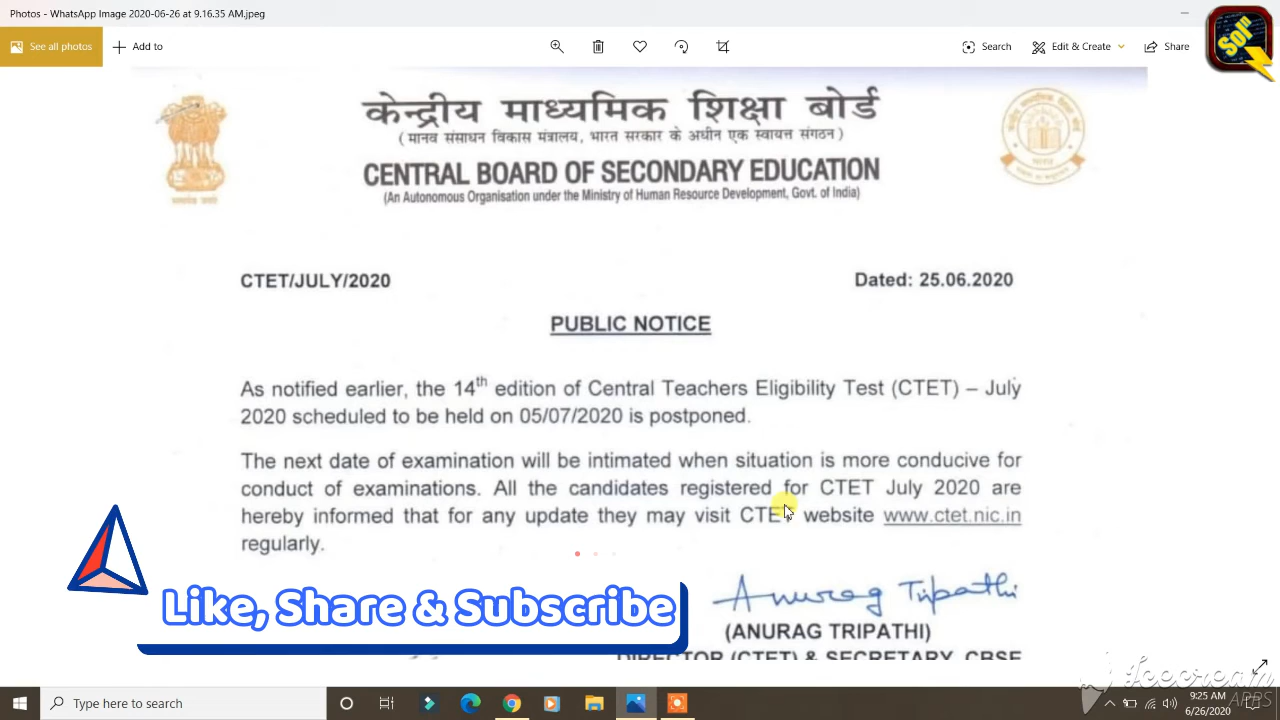 Photos - WhatsApp Image 2020-06-26 at 9.16.35 AM.jpeg
See all photos
Add to
Search
Edit & Create
Share
केन्द्रीय माध्यमिक शिक्षा बोर्ड
(मानव संसाधन विकास मंत्रालय, भारत सरकार के अधीन एक स्वायत्त संगठन)
CENTRAL BOARD OF SECONDARY EDUCATION
(An Autonomous Organisation under the Ministry of Human Resource Development, Govt. of India)
CTET/JULY/2020
Dated: 25.06.2020
PUBLIC NOTICE
As notified earlier, the 14th edition of Central Teachers Eligibility Test (CTET) – July
2020 scheduled to be held on 05/07/2020 is postponed.
The next date of examination will be intimated when situation is more conducive for
conduct of examinations. All the candidates registered for CTET July 2020 are
hereby informed that for any update they may visit CTET website www.ctet.nic.in
regularly.
Like, Share & Subscribe
Anurag Tripathi
(ANURAG TRIPATHI)
DIRECTOR (CTET) & SECRETARY, CBSE
Icecream
APPS
Type here to search
9:25 AM
6/26/2020